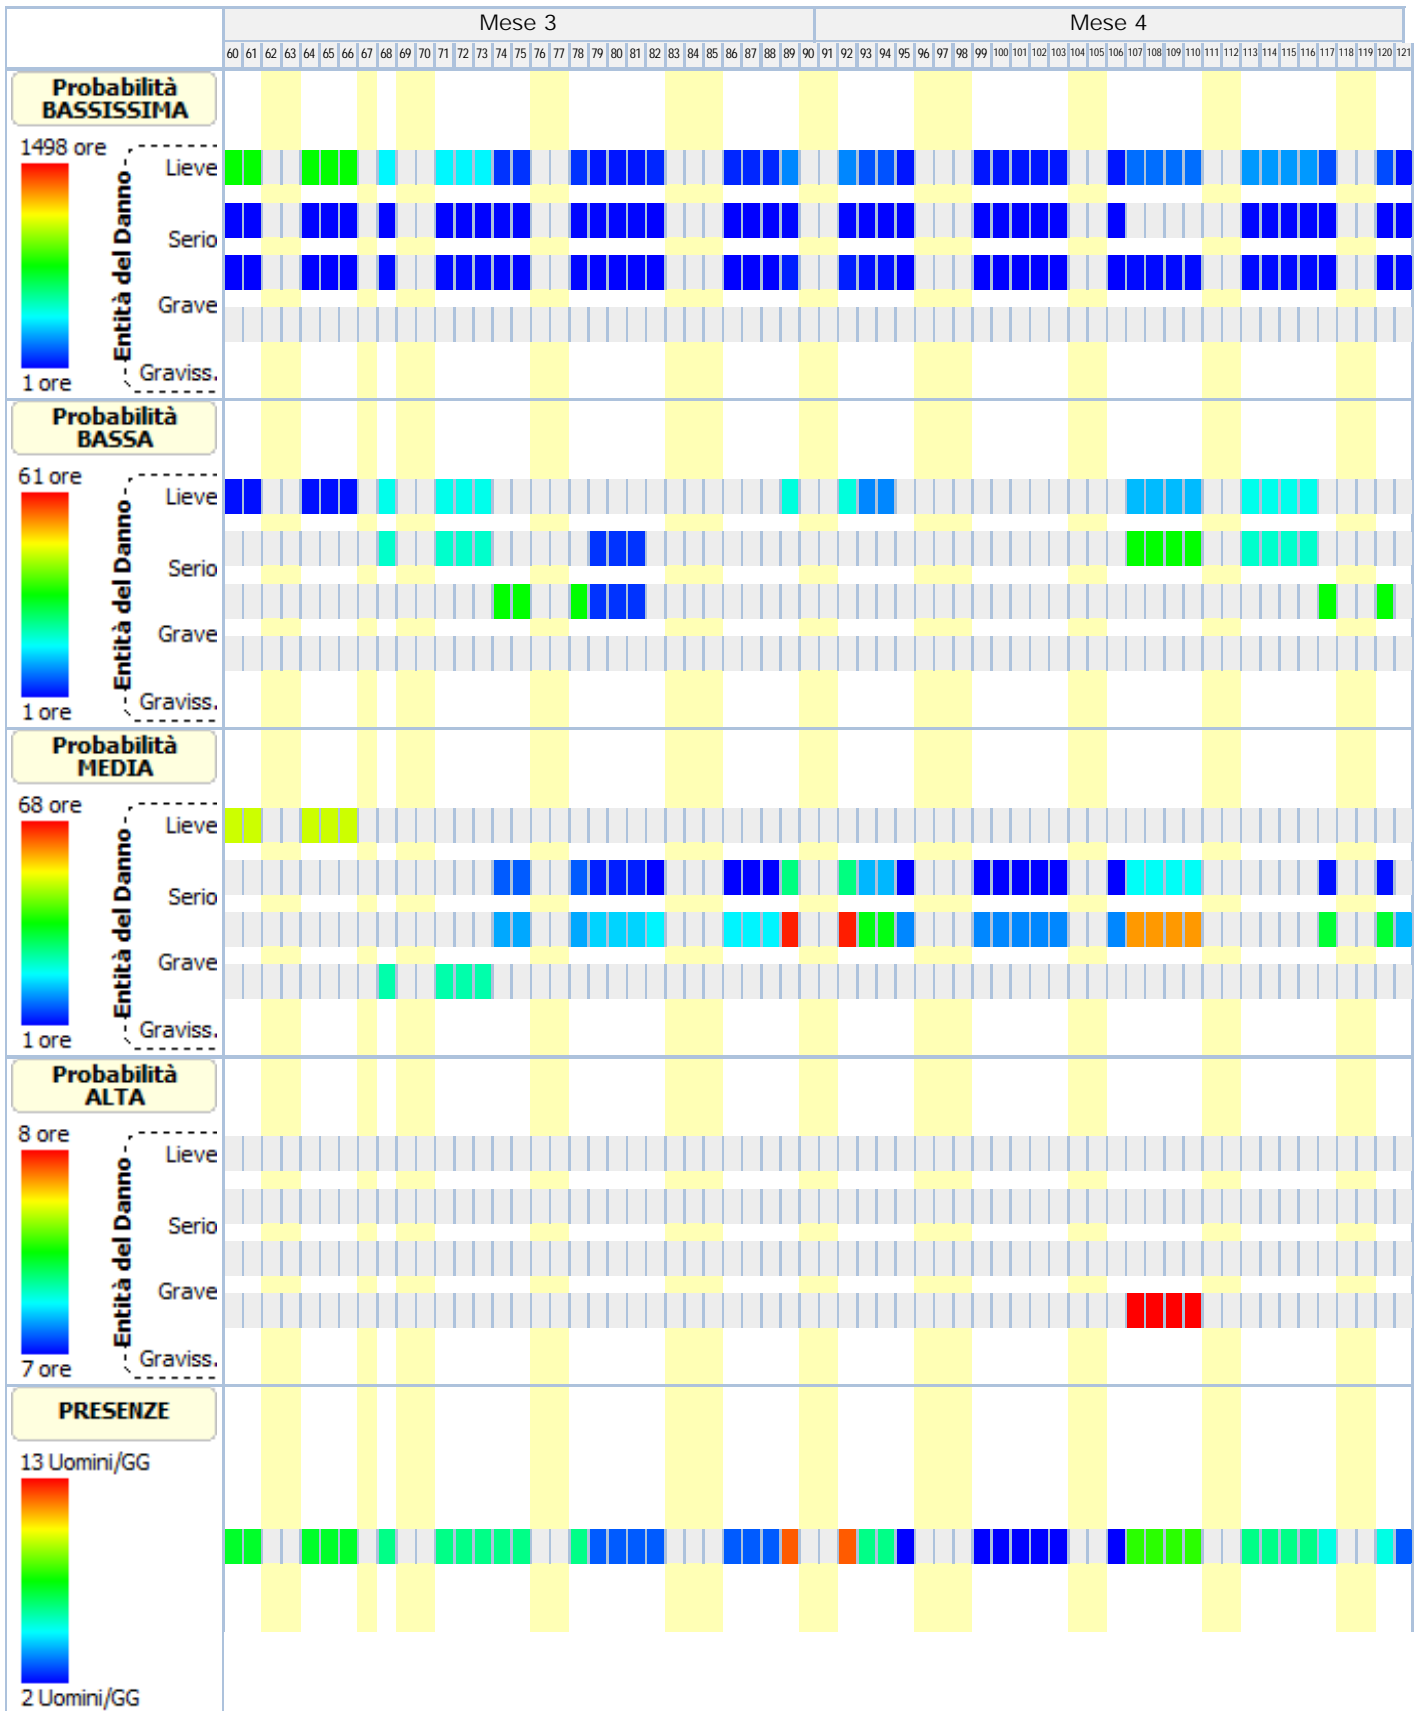 Mese 3 Mese 4
60 61 62 63 64 65 66 67 68 69 70 71 72 73 74 75 76 77 78 79 80 81 82 83 84 85 86 87 88 89 90 91 92 93 94 95 96 97 98 99 100 101 102 103 104 105 106 107 108 109 110 111 112 113 114 115 116 117 118 119 120 121
Probabilità
BASSISSIMA
1498 ore
Entità del Danno
Lieve
Serio
Grave
Graviss.
1 ore
Probabilità
BASSA
61 ore
Entità del Danno
Lieve
Serio
Grave
Graviss.
1 ore
Probabilità
MEDIA
68 ore
Entità del Danno
Lieve
Serio
Grave
Graviss.
1 ore
Probabilità
ALTA
8 ore
Entità del Danno
Lieve
Serio
Grave
Graviss.
7 ore
PRESENZE
13 Uomini/GG
2 Uomini/GG